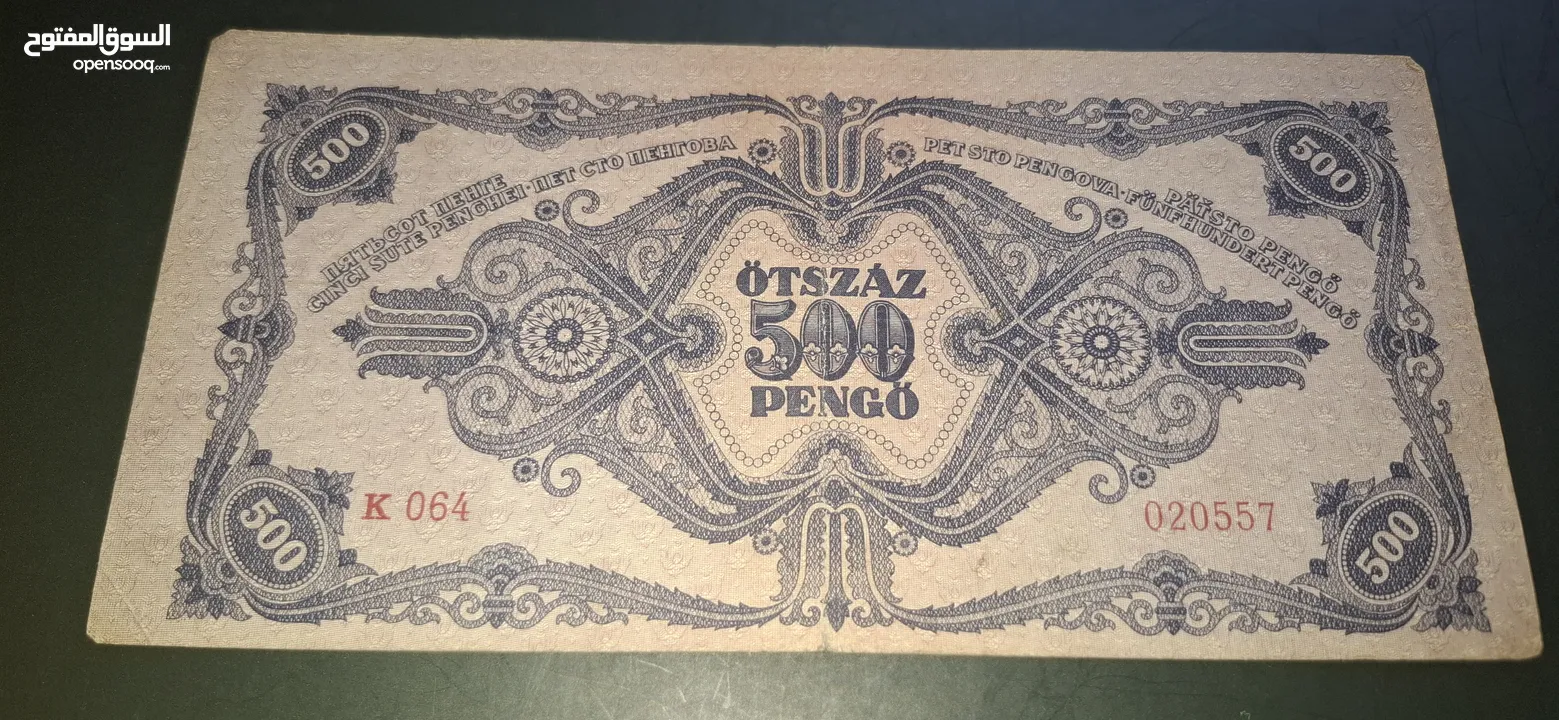 السوق المفتوح
opensooq.com
500
500
ПЯТЬСОТ ПЕНГЕ
CINCI SUTE PENGHEI · ПЕТ СТО ПЕНГОВА
PET STO PENGOVA · FÜNFHUNDERT PENGŐ
PÄŤSTO PENGŐ
ÖTSZÁZ
500
PENGŐ
K 064
020557
500
500